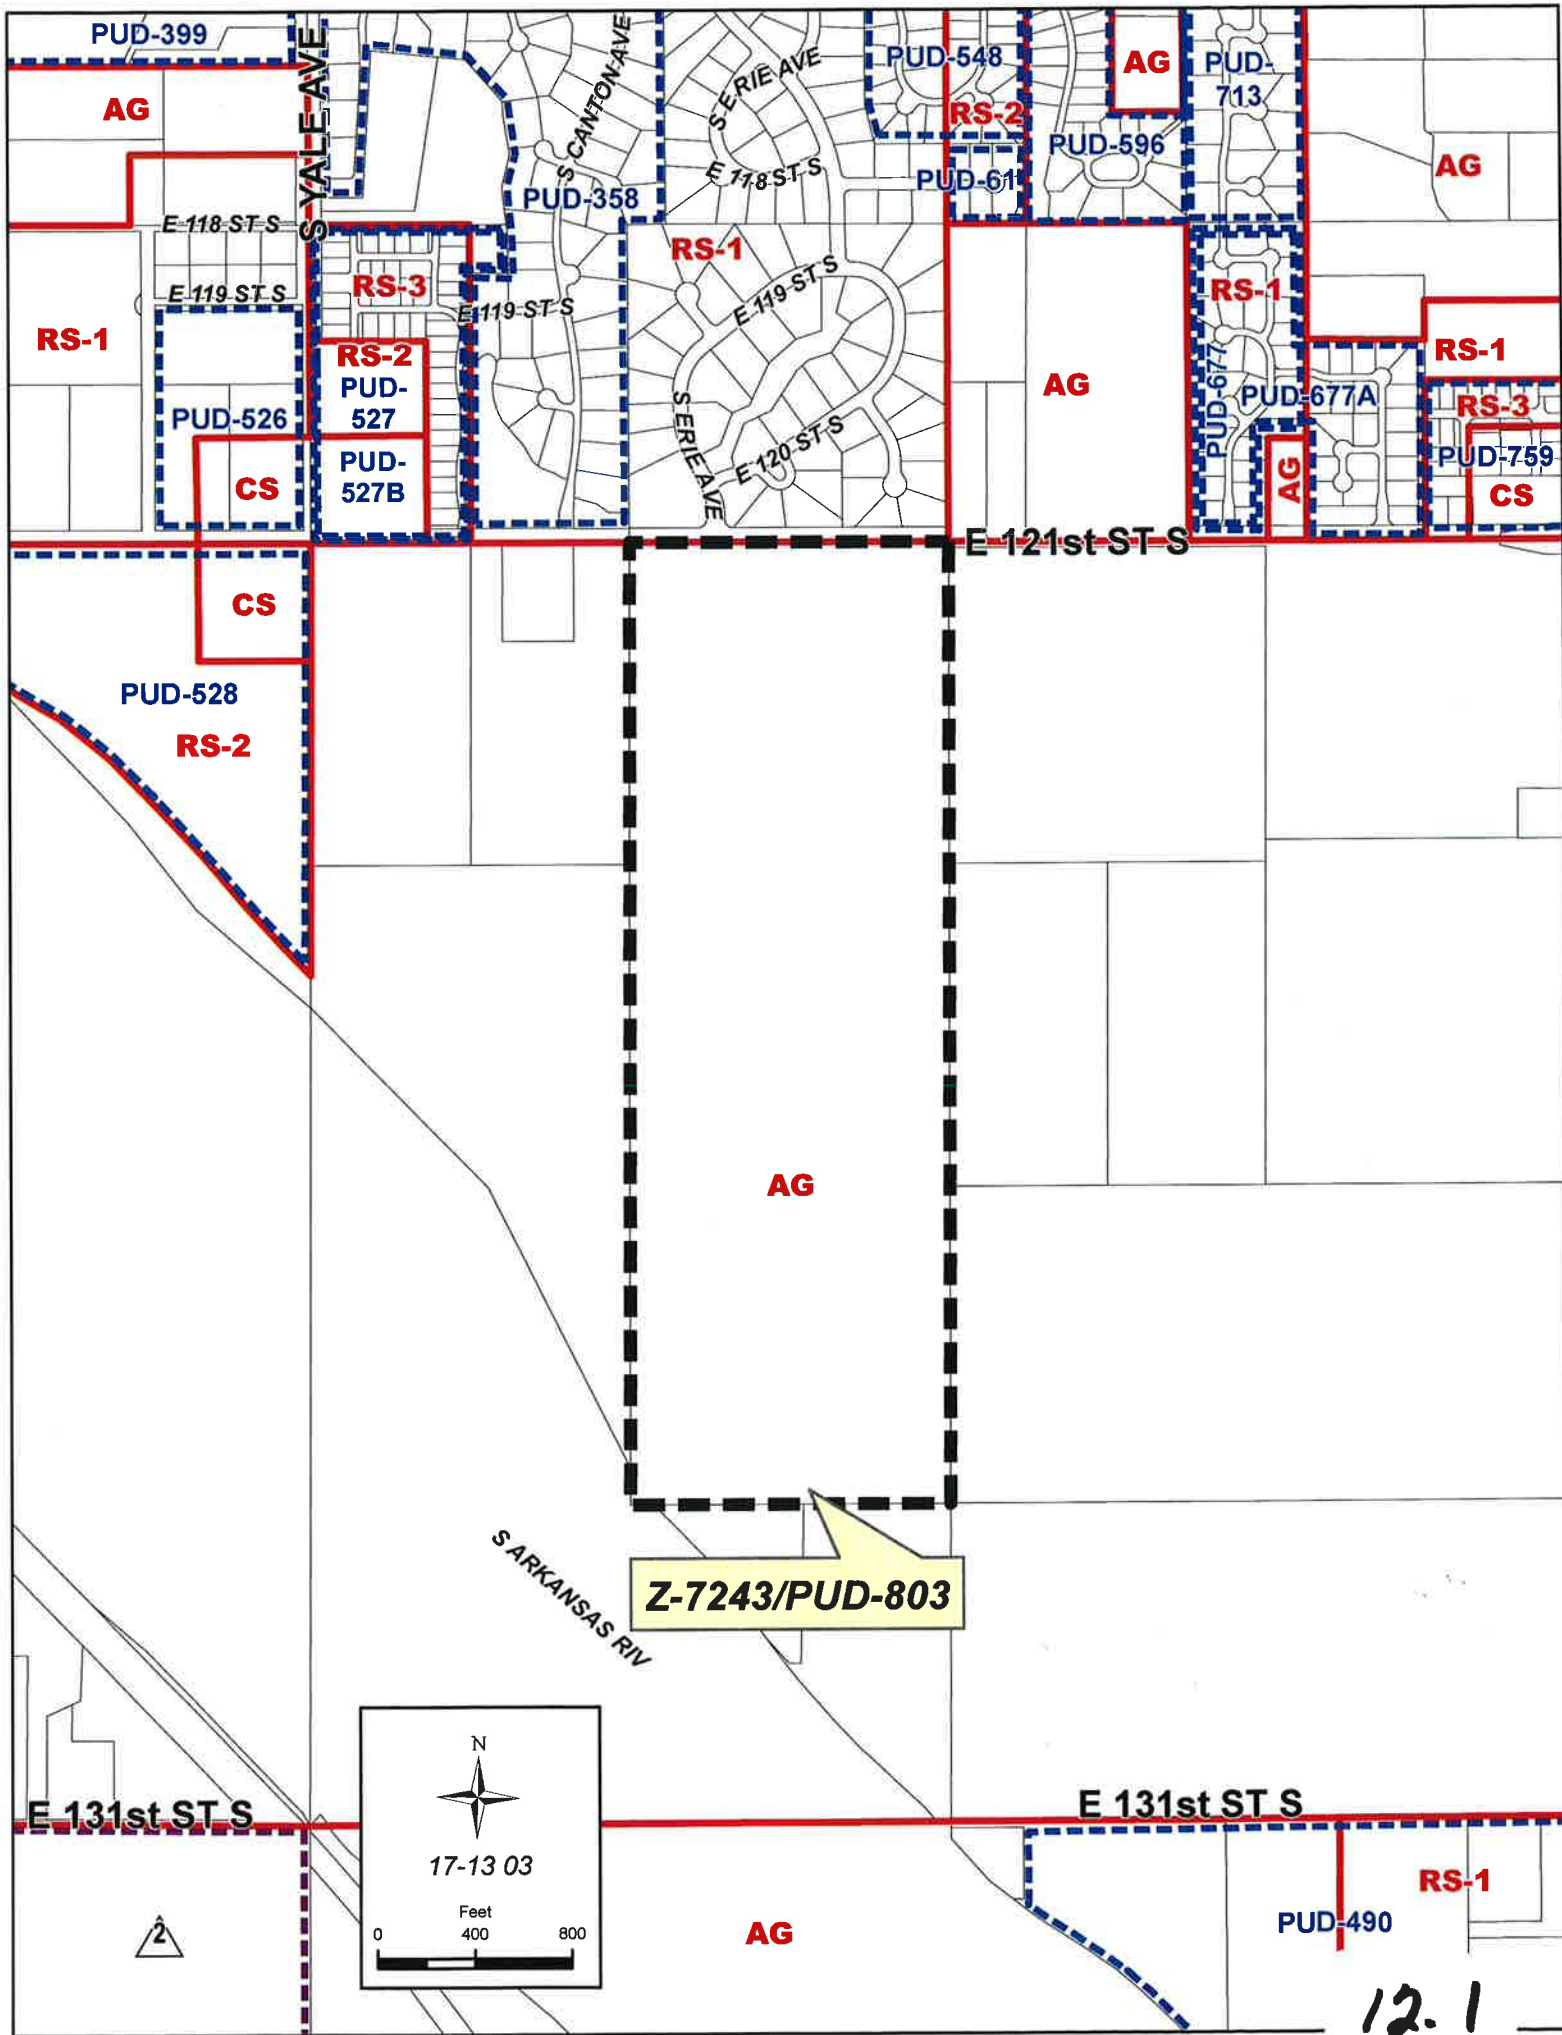 PUD-399
S YALE AVE
AG
S CANTON AVE
S ERIE AVE
PUD-548
RS-2
AG
PUD-
713
PUD-596
AG
E 118 ST S
PUD-61
PUD-358
E 118 ST S
RS-1
E 119 ST S
RS-3
E 119 ST S
E 119 ST S
RS-1
RS-1
RS-1
RS-2
PUD-
527
AG
PUD-677
PUD-677A
RS-3
PUD-526
S ERIE AVE
E 120 ST S
PUD-
527B
CS
AG
PUD-759
CS
E 121st ST S
CS
PUD-528
RS-2
AG
Z-7243/PUD-803
S ARKANSAS RIV
E 131st ST S
E 131st ST S
N
17-13 03
Feet
0 400 800
2
AG
RS-1
PUD-490
12.1